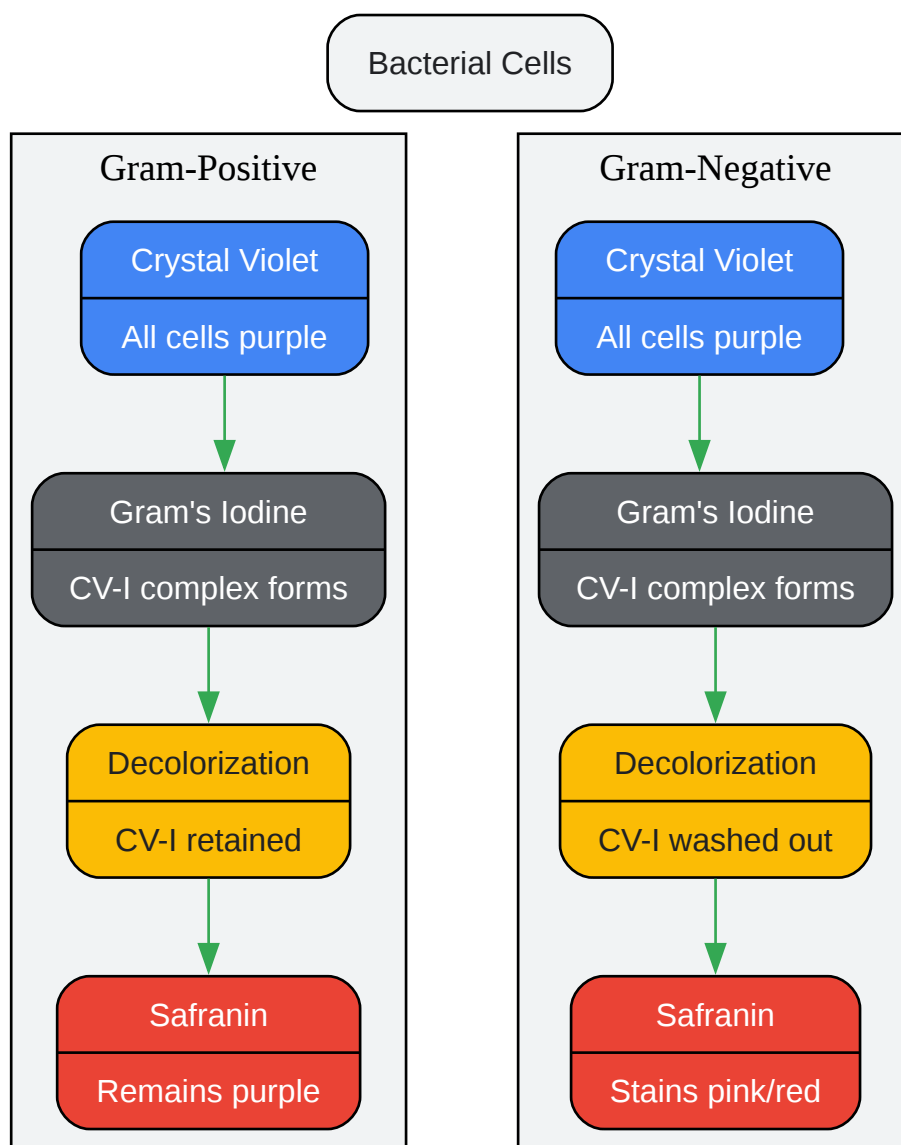 Bacterial Cells
Gram-Positive
Crystal Violet
All cells purple
Gram's Iodine
CV-I complex forms
Decolorization
CV-I retained
Safranin
Remains purple
Gram-Negative
Crystal Violet
All cells purple
Gram's Iodine
CV-I complex forms
Decolorization
CV-I washed out
Safranin
Stains pink/red